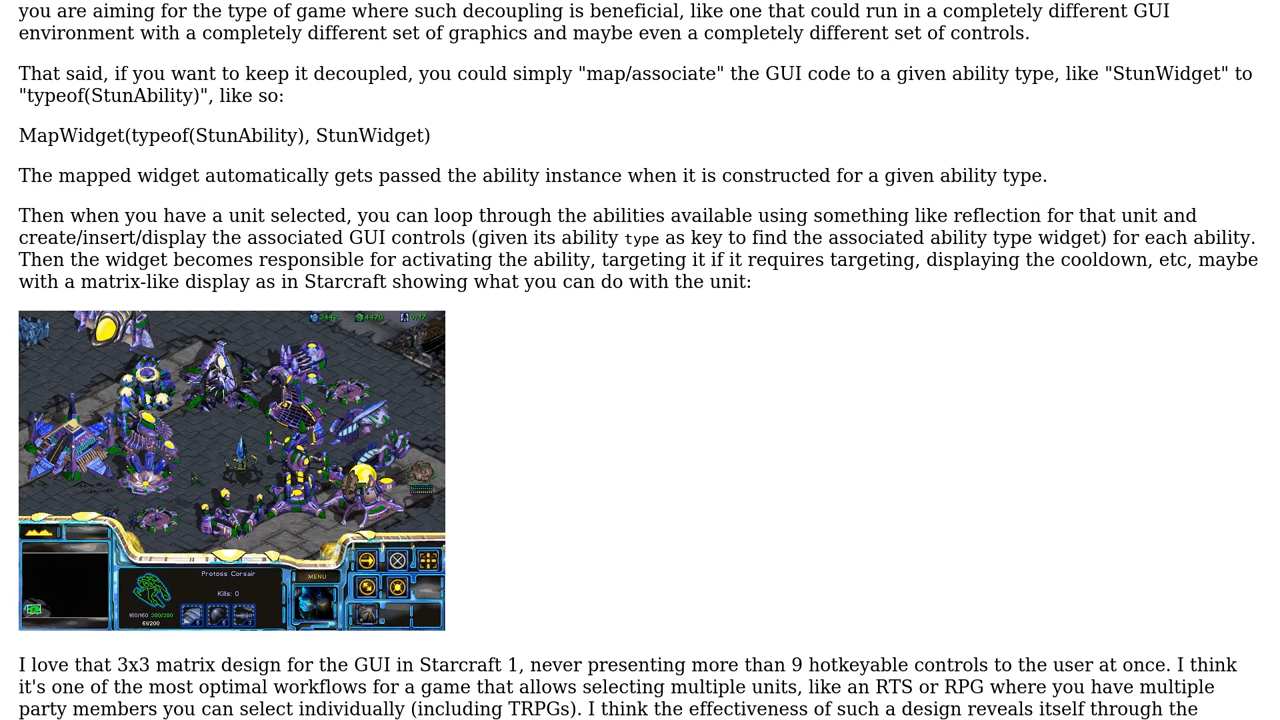 you are aiming for the type of game where such decoupling is beneficial, like one that could run in a completely different GUI
environment with a completely different set of graphics and maybe even a completely different set of controls.
That said, if you want to keep it decoupled, you could simply "map/associate" the GUI code to a given ability type, like "StunWidget" to
"typeof(StunAbility)", like so:
MapWidget(typeof(StunAbility), StunWidget)
The mapped widget automatically gets passed the ability instance when it is constructed for a given ability type.
Then when you have a unit selected, you can loop through the abilities available using something like reflection for that unit and
create/insert/display the associated GUI controls (given its ability type as key to find the associated ability type widget) for each ability.
Then the widget becomes responsible for activating the ability, targeting it if it requires targeting, displaying the cooldown, etc, maybe
with a matrix-like display as in Starcraft showing what you can do with the unit:
Protoss Corsair
MENU
Kills: 0
I love that 3x3 matrix design for the GUI in Starcraft 1, never presenting more than 9 hotkeyable controls to the user at once. I think
it's one of the most optimal workflows for a game that allows selecting multiple units, like an RTS or RPG where you have multiple
party members you can select individually (including TRPGs). I think the effectiveness of such a design reveals itself through the